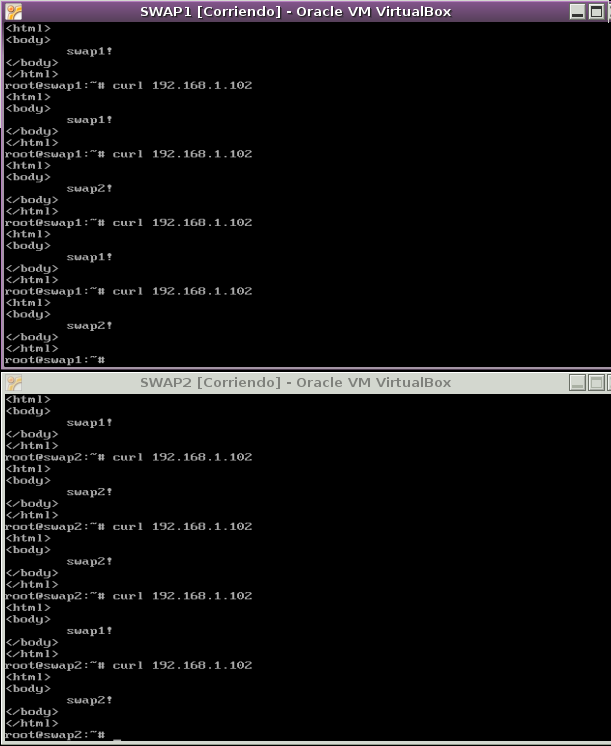 SWAP1 [Corriendo] - Oracle VM VirtualBox
<html>
<body>
        swap1!
</body>
</html>
root@swap1:~# curl 192.168.1.102
<html>
<body>
        swap1!
</body>
</html>
root@swap1:~# curl 192.168.1.102
<html>
<body>
        swap2!
</body>
</html>
root@swap1:~# curl 192.168.1.102
<html>
<body>
        swap1!
</body>
</html>
root@swap1:~# curl 192.168.1.102
<html>
<body>
        swap2!
</body>
</html>
root@swap1:~#
SWAP2 [Corriendo] - Oracle VM VirtualBox
<html>
<body>
        swap1!
</body>
</html>
root@swap2:~# curl 192.168.1.102
<html>
<body>
        swap2!
</body>
</html>
root@swap2:~# curl 192.168.1.102
<html>
<body>
        swap2!
</body>
</html>
root@swap2:~# curl 192.168.1.102
<html>
<body>
        swap1!
</body>
</html>
root@swap2:~# curl 192.168.1.102
<html>
<body>
        swap2!
</body>
</html>
root@swap2:~# _